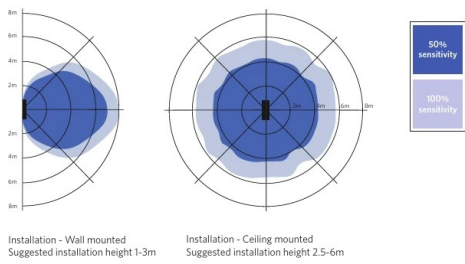 8m
6m
4m
2m
2m
4m
6m
8m
2m
4m
6m
8m
50%
sensitivity
100%
sensitivity
Installation - Wall mounted
Suggested installation height 1-3m
Installation - Ceiling mounted
Suggested installation height 2.5-6m